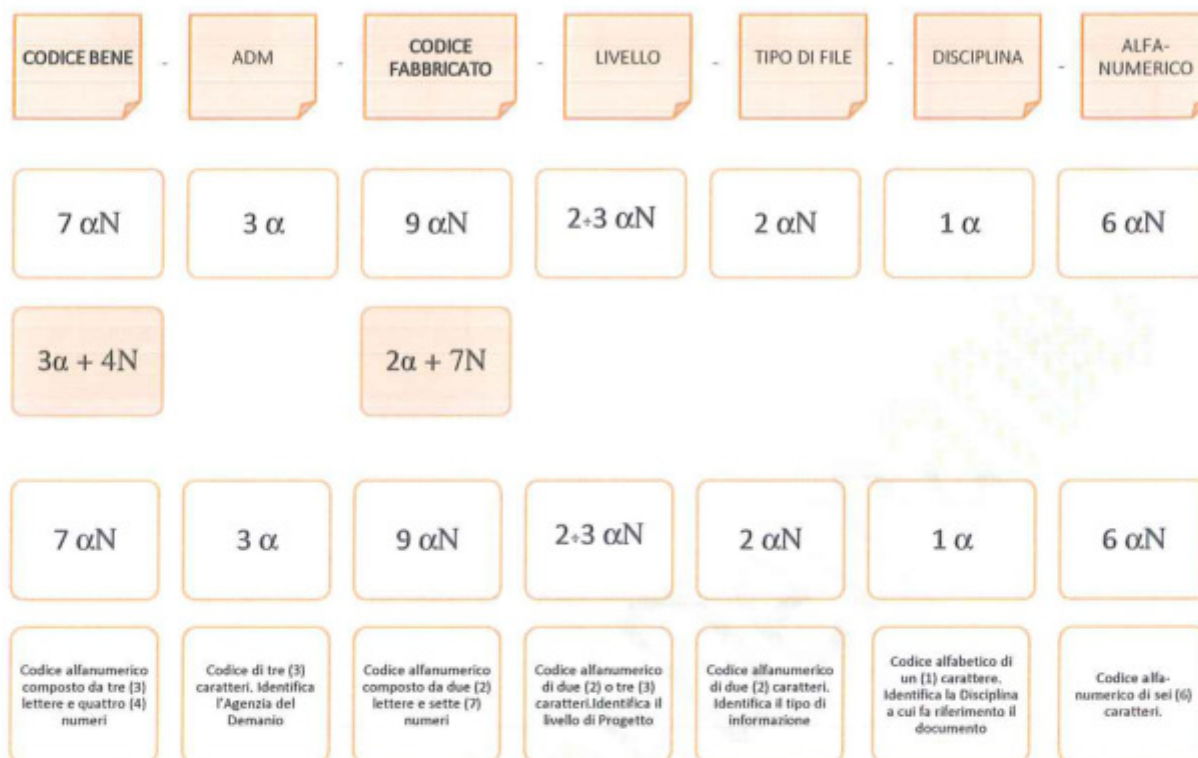 CODICE BENE - ADM - CODICE FABBRICATO - LIVELLO - TIPO DI FILE - DISCIPLINA - ALFA-NUMERICO
7 αN 3 α 9 αN 2÷3 αN 2 αN 1 α 6 αN
3α + 4N 2α + 7N
7 αN 3 α 9 αN 2÷3 αN 2 αN 1 α 6 αN
Codice alfanumerico
composto da tre (3)
lettere e quattro (4)
numeri
Codice di tre (3)
caratteri. Identifica
l'Agenzia del
Demanio
Codice alfanumerico
composto da due (2)
lettere e sette (7)
numeri
Codice alfanumerico
di due (2) o tre (3)
caratteri.Identifica il
livello di Progetto
Codice alfanumerico
di due (2) caratteri.
Identifica il tipo di
informazione
Codice alfabetico di
un (1) carattere.
Identifica la Disciplina
a cui fa riferimento il
documento
Codice alfa-
numerico di sei (6)
caratteri.